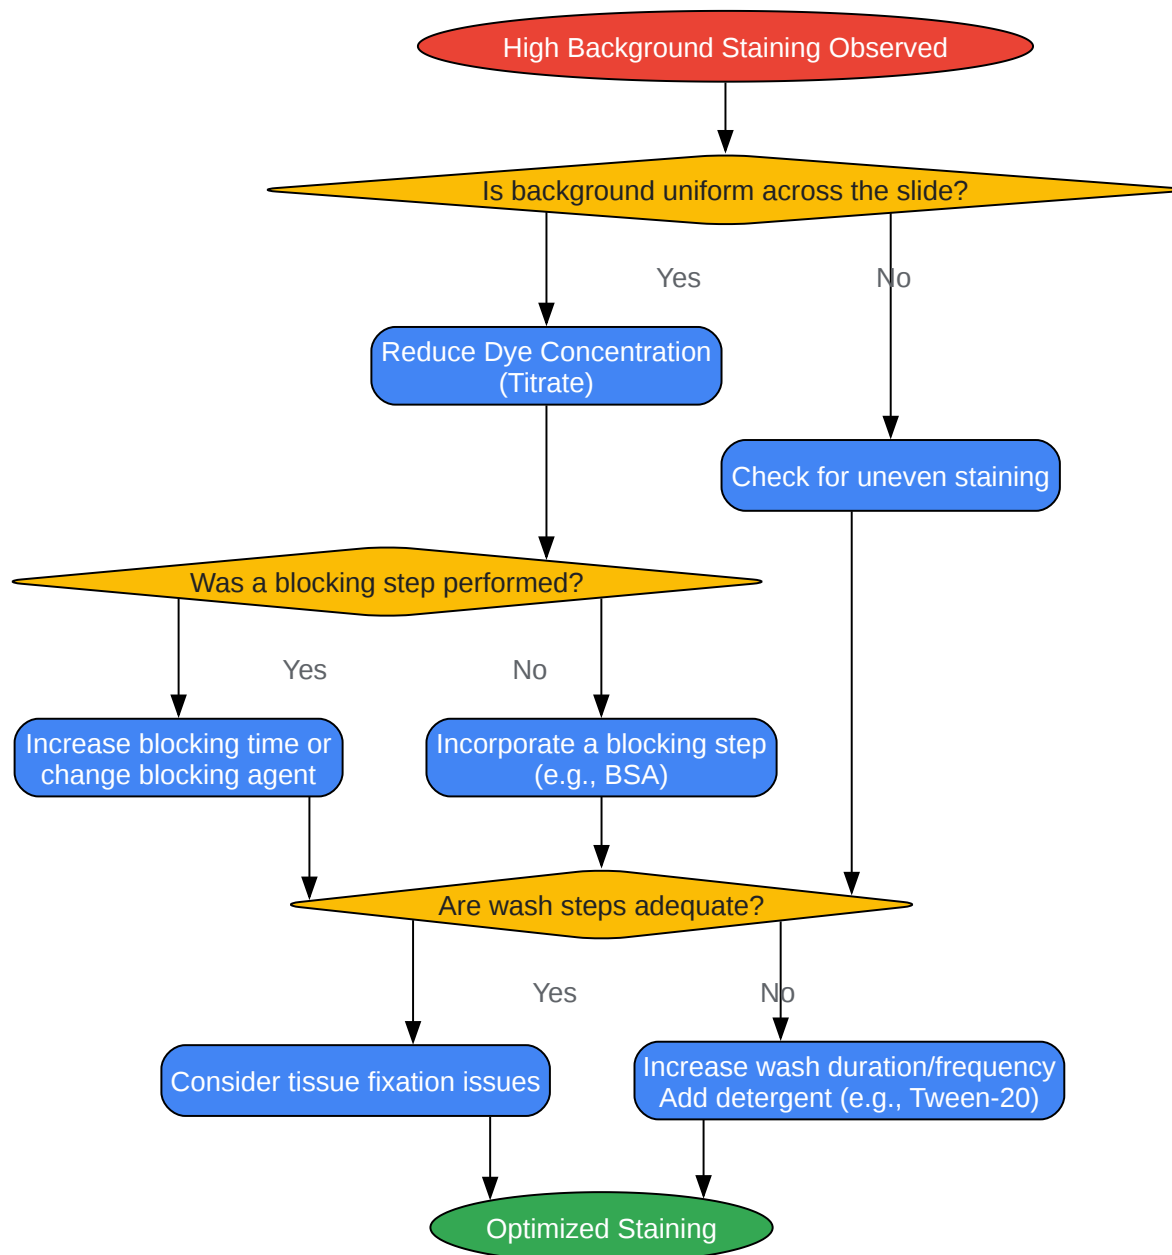 High Background Staining Observed
Is background uniform across the slide?
Yes
No
Reduce Dye Concentration
(Titrate)
Check for uneven staining
Was a blocking step performed?
Yes
No
Increase blocking time or
change blocking agent
Incorporate a blocking step
(e.g., BSA)
Are wash steps adequate?
Yes
No
Consider tissue fixation issues
Increase wash duration/frequency
Add detergent (e.g., Tween-20)
Optimized Staining